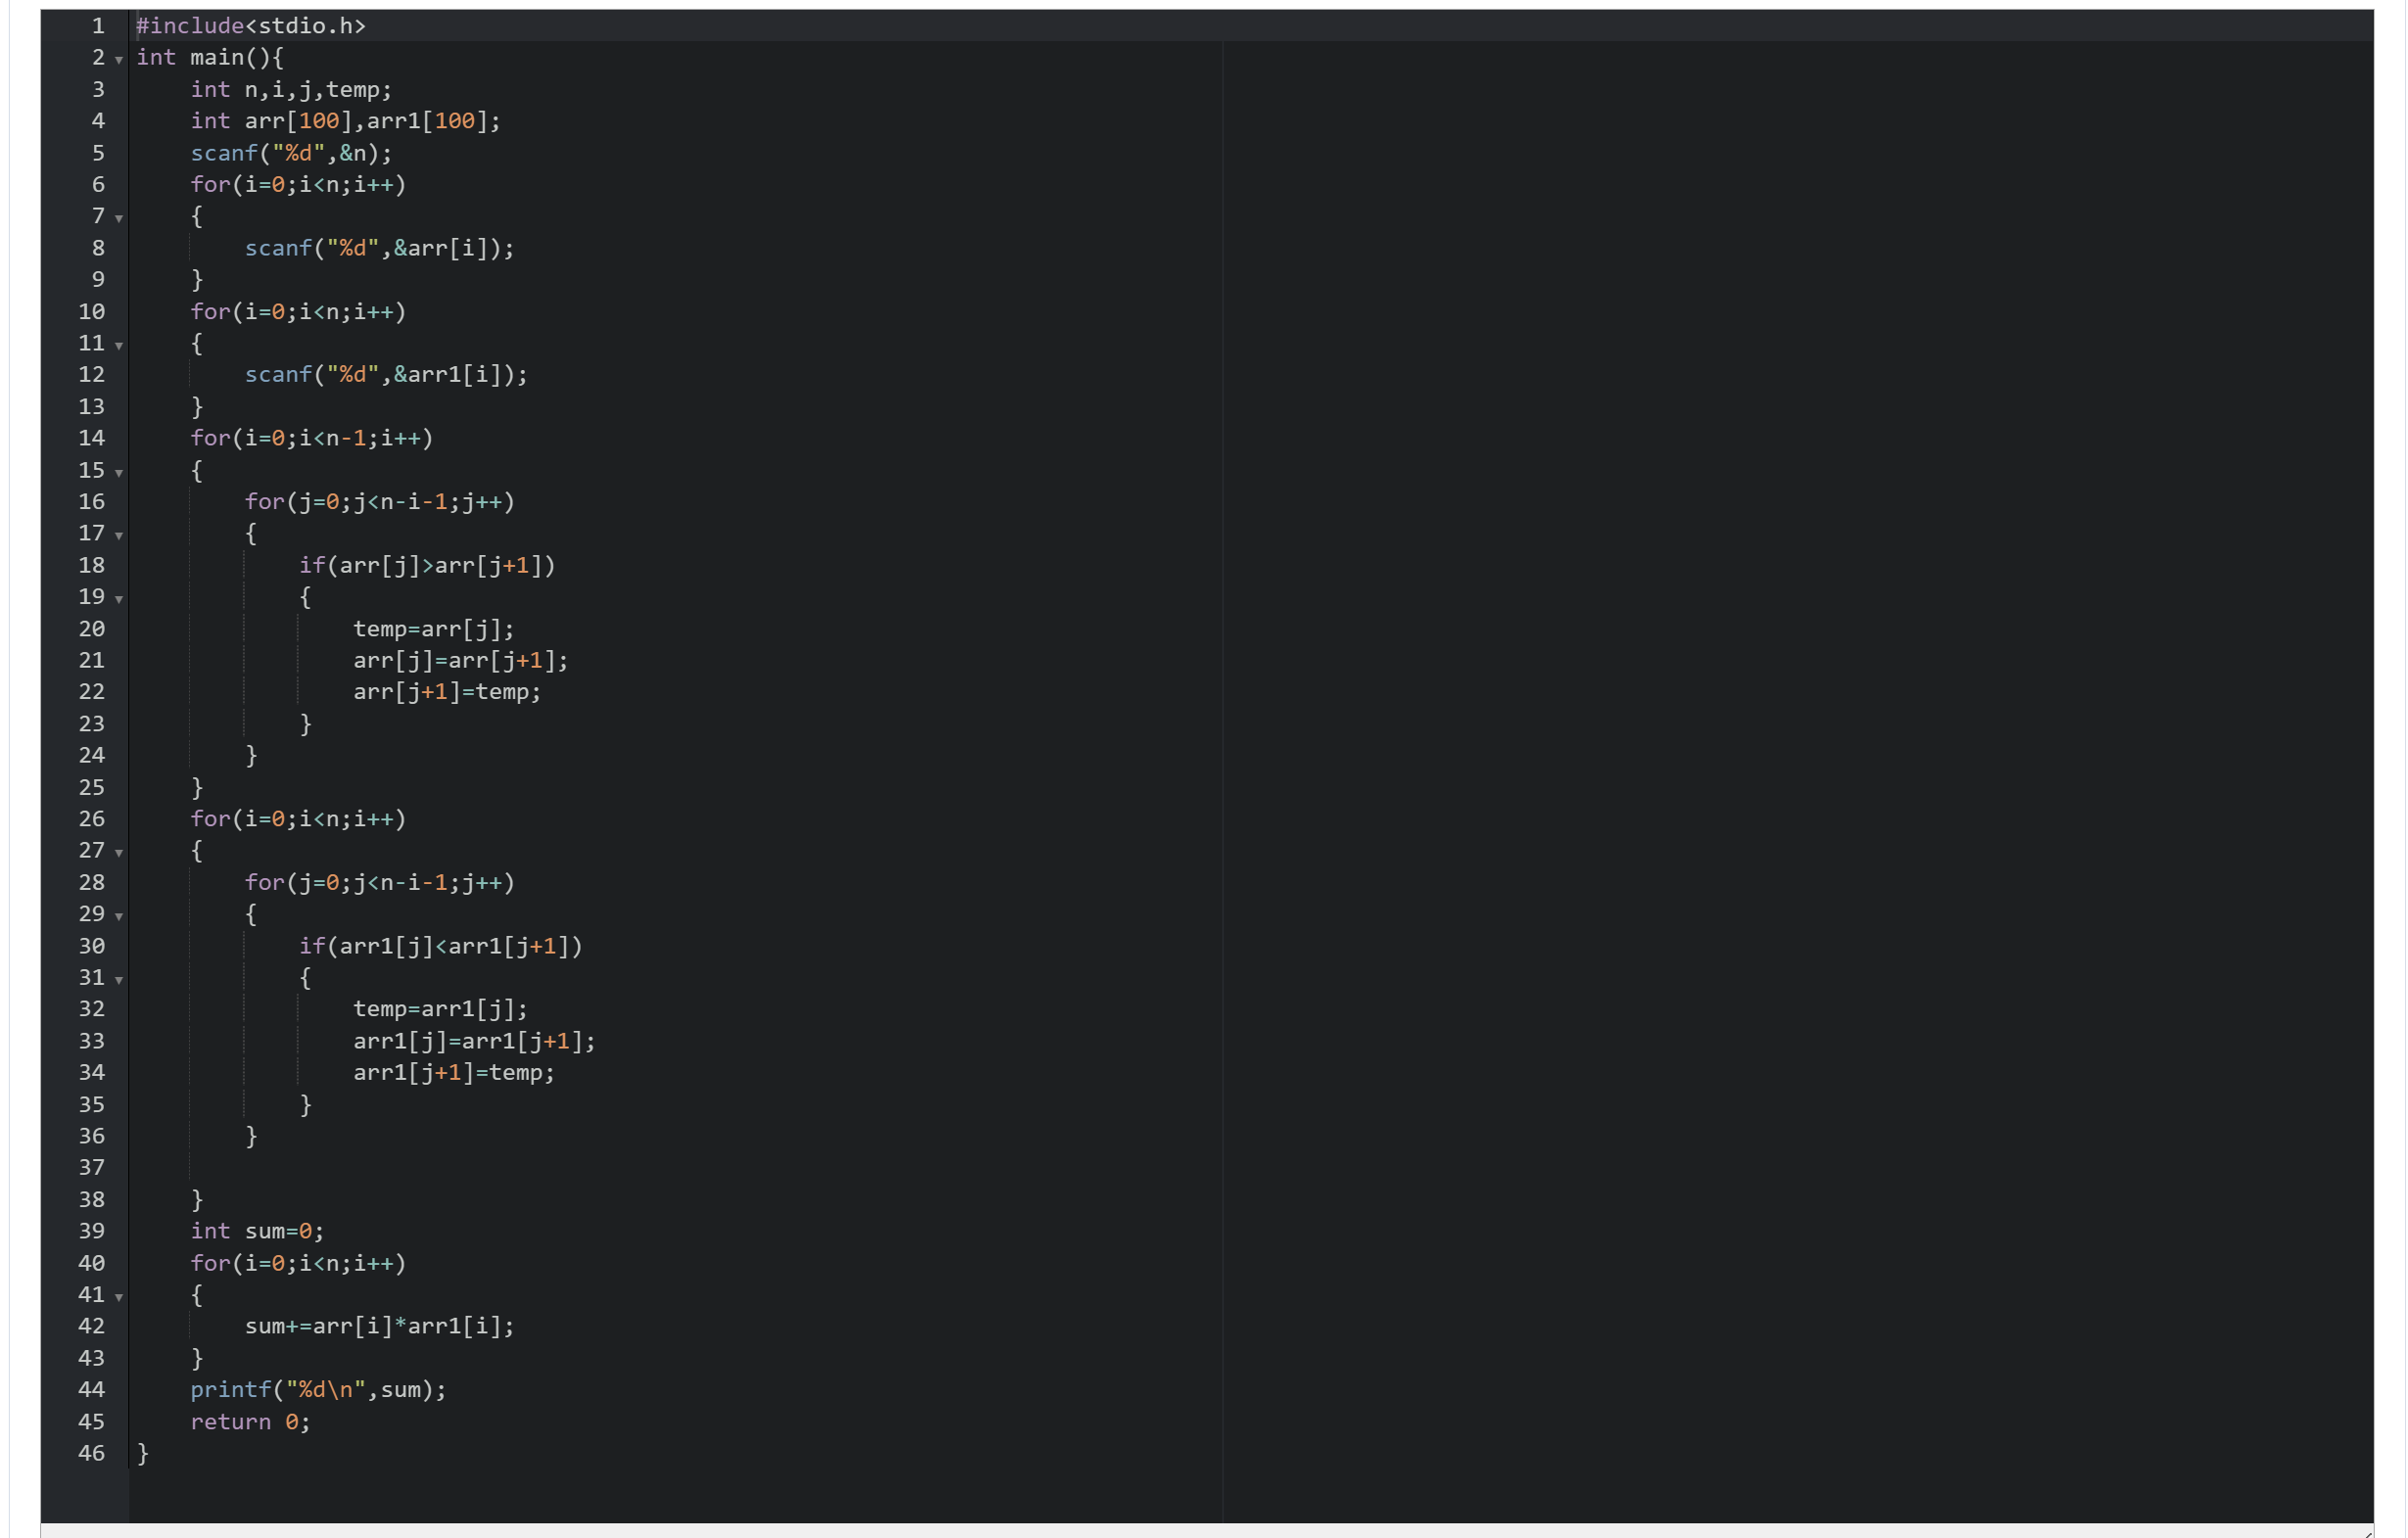 1 #include<stdio.h>
2 int main(){
3     int n,i,j,temp;
4     int arr[100],arr1[100];
5     scanf("%d",&n);
6     for(i=0;i<n;i++)
7     {
8         scanf("%d",&arr[i]);
9     }
10     for(i=0;i<n;i++)
11     {
12         scanf("%d",&arr1[i]);
13     }
14     for(i=0;i<n-1;i++)
15     {
16         for(j=0;j<n-i-1;j++)
17         {
18             if(arr[j]>arr[j+1])
19             {
20                 temp=arr[j];
21                 arr[j]=arr[j+1];
22                 arr[j+1]=temp;
23             }
24         }
25     }
26     for(i=0;i<n;i++)
27     {
28         for(j=0;j<n-i-1;j++)
29         {
30             if(arr1[j]<arr1[j+1])
31             {
32                 temp=arr1[j];
33                 arr1[j]=arr1[j+1];
34                 arr1[j+1]=temp;
35             }
36         }
37
38     }
39     int sum=0;
40     for(i=0;i<n;i++)
41     {
42         sum+=arr[i]*arr1[i];
43     }
44     printf("%d\n",sum);
45     return 0;
46 }